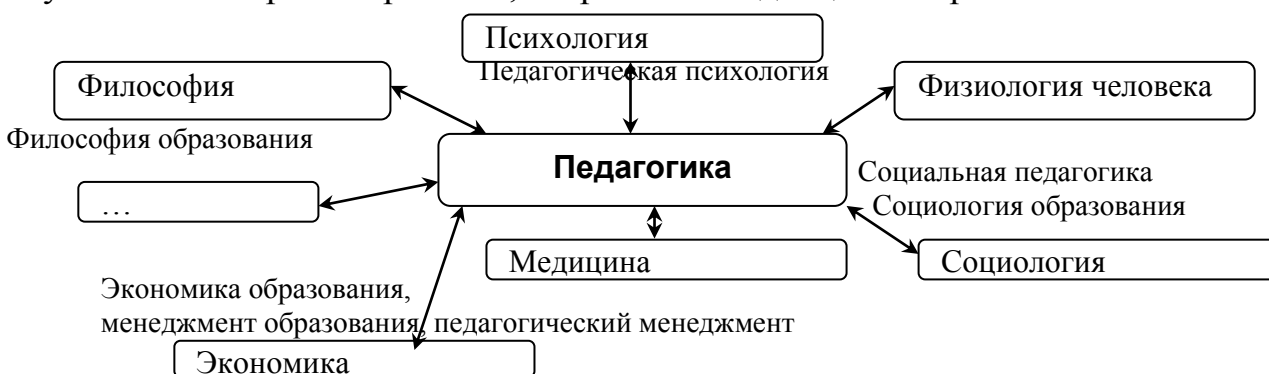 Психология
Педагогическая психология
Философия
Физиология человека
Философия образования
Педагогика
Социальная педагогика
Социология образования
…
Медицина
Социология
Экономика образования,
менеджмент образования, педагогический менеджмент
Экономика